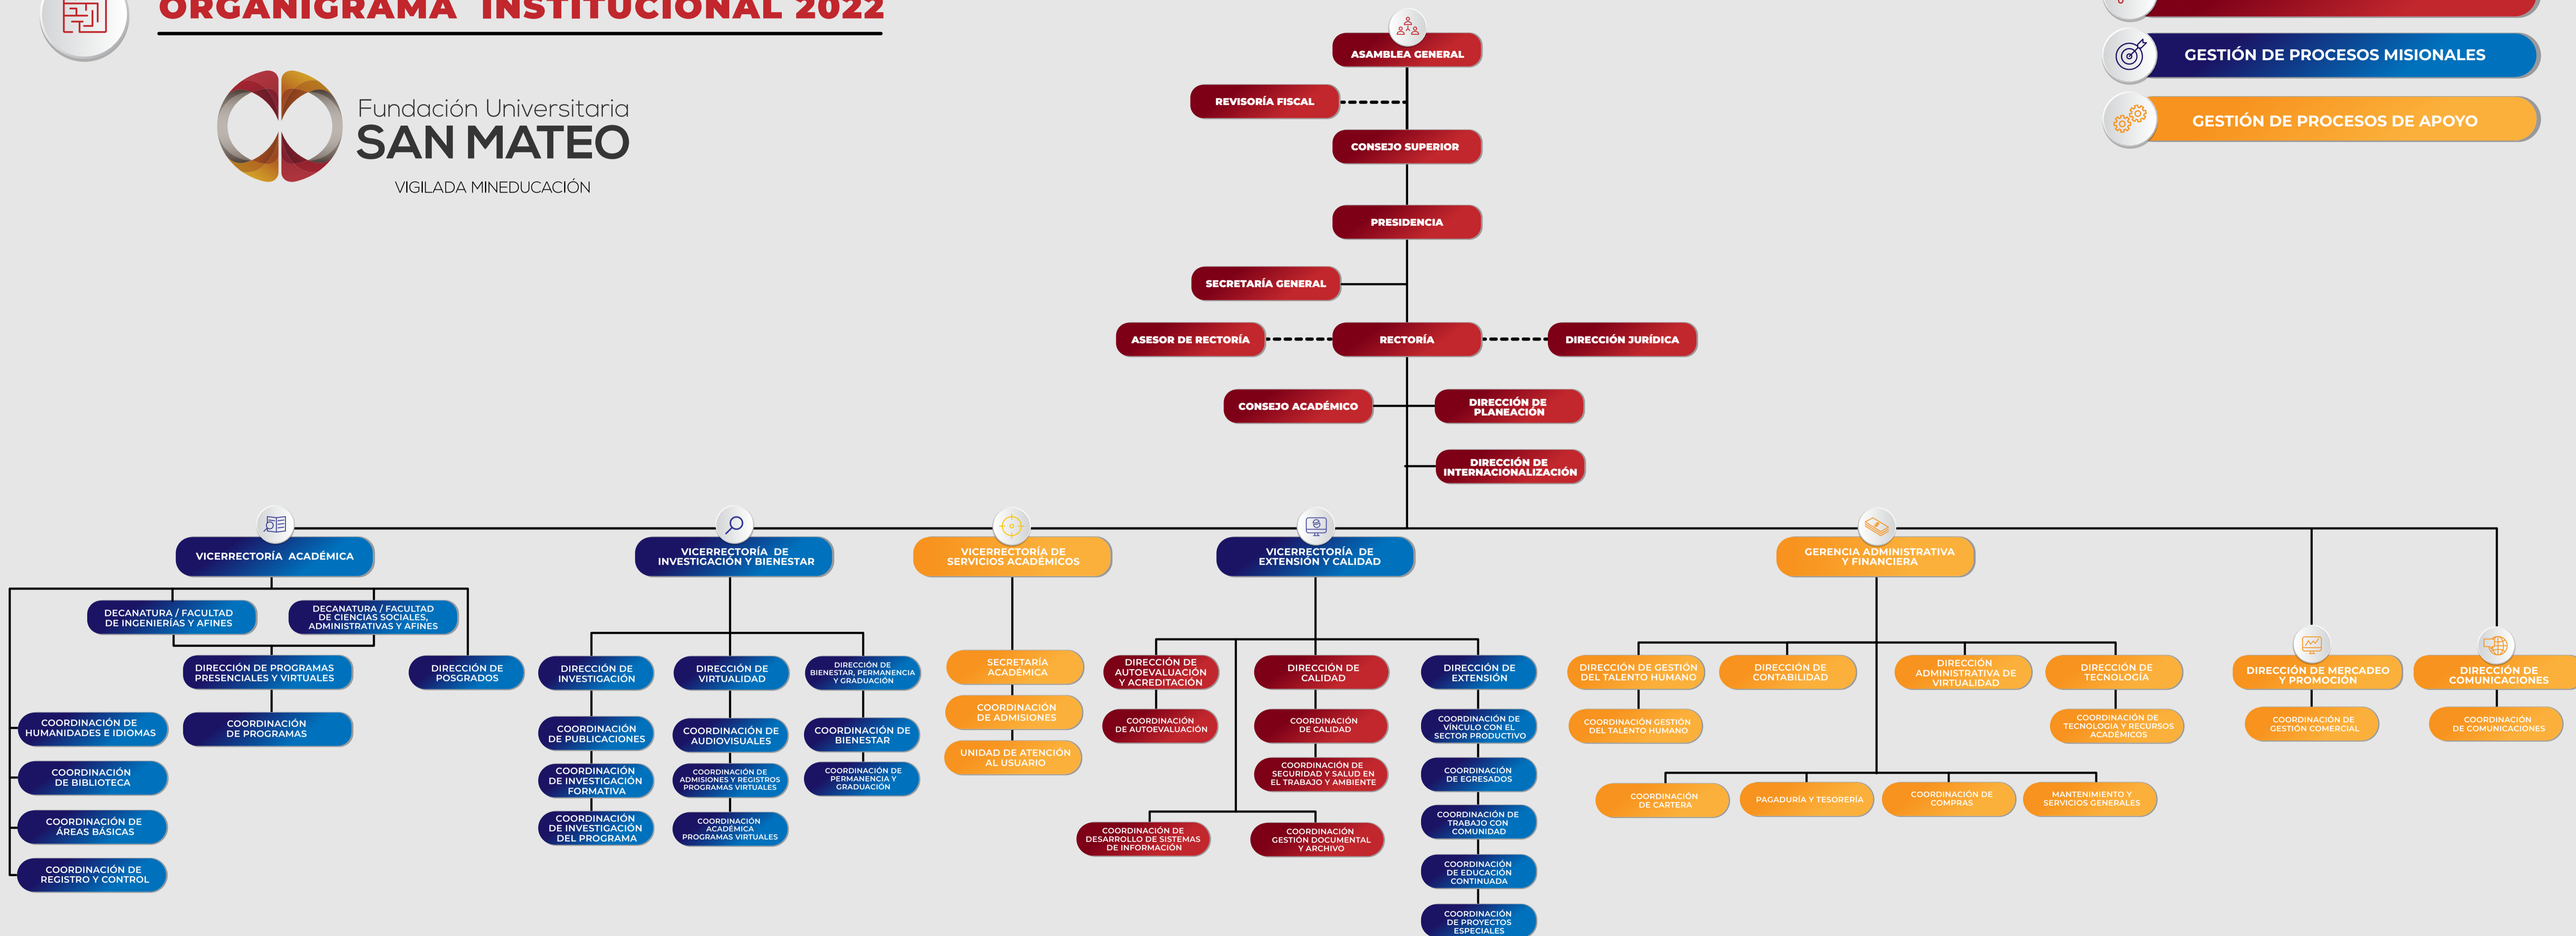 ORGANIGRAMA INSTITUCIONAL 2022
Fundación Universitaria
SAN MATEO
VIGILADA MINEDUCACIÓN
GESTIÓN DE PROCESOS MISIONALES
GESTIÓN DE PROCESOS DE APOYO
ASAMBLEA GENERAL
REVISORÍA FISCAL
CONSEJO SUPERIOR
PRESIDENCIA
SECRETARÍA GENERAL
ASESOR DE RECTORÍA
RECTORÍA
DIRECCIÓN JURÍDICA
CONSEJO ACADÉMICO
DIRECCIÓN DE
PLANEACIÓN
DIRECCIÓN DE
INTERNACIONALIZACIÓN
VICERRECTORÍA ACADÉMICA
DECANATURA / FACULTAD
DE INGENIERÍAS Y AFINES
DECANATURA / FACULTAD
DE CIENCIAS SOCIALES,
ADMINISTRATIVAS Y AFINES
DIRECCIÓN DE PROGRAMAS
PRESENCIALES Y VIRTUALES
DIRECCIÓN DE
POSGRADOS
COORDINACIÓN DE
HUMANIDADES E IDIOMAS
COORDINACIÓN
DE PROGRAMAS
COORDINACIÓN
DE BIBLIOTECA
COORDINACIÓN DE
ÁREAS BÁSICAS
COORDINACIÓN DE
REGISTRO Y CONTROL
VICERRECTORÍA DE
INVESTIGACIÓN Y BIENESTAR
DIRECCIÓN DE
INVESTIGACIÓN
COORDINACIÓN
DE PUBLICACIONES
COORDINACIÓN
DE INVESTIGACIÓN
FORMATIVA
COORDINACIÓN
DE INVESTIGACIÓN
DEL PROGRAMA
DIRECCIÓN DE
VIRTUALIDAD
COORDINACIÓN DE
AUDIOVISUALES
COORDINACIÓN DE
ADMISIONES Y REGISTROS
PROGRAMAS VIRTUALES
COORDINACIÓN
ACADÉMICA
PROGRAMAS VIRTUALES
DIRECCIÓN DE
BIENESTAR, PERMANENCIA
Y GRADUACIÓN
COORDINACIÓN DE
BIENESTAR
COORDINACIÓN DE
PERMANENCIA Y
GRADUACIÓN
VICERRECTORÍA DE
SERVICIOS ACADÉMICOS
SECRETARÍA
ACADÉMICA
COORDINACIÓN
DE ADMISIONES
UNIDAD DE ATENCIÓN
AL USUARIO
VICERRECTORÍA DE
EXTENSIÓN Y CALIDAD
DIRECCIÓN DE
AUTOEVALUACIÓN
Y ACREDITACIÓN
COORDINACIÓN
DE AUTOEVALUACIÓN
DIRECCIÓN DE
CALIDAD
COORDINACIÓN
DE CALIDAD
COORDINACIÓN DE
SEGURIDAD Y SALUD EN
EL TRABAJO Y AMBIENTE
COORDINACIÓN DE
DESARROLLO DE SISTEMAS
DE INFORMACIÓN
COORDINACIÓN
GESTIÓN DOCUMENTAL
Y ARCHIVO
DIRECCIÓN DE
EXTENSIÓN
COORDINACIÓN DE
VÍNCULO CON EL
SECTOR PRODUCTIVO
COORDINACIÓN
DE EGRESADOS
COORDINACIÓN DE
TRABAJO CON
COMUNIDAD
COORDINACIÓN
DE EDUCACIÓN
CONTINUADA
COORDINACIÓN
DE PROYECTOS
ESPECIALES
GERENCIA ADMINISTRATIVA
Y FINANCIERA
DIRECCIÓN DE GESTIÓN
DEL TALENTO HUMANO
COORDINACIÓN GESTIÓN
DEL TALENTO HUMANO
DIRECCIÓN DE
CONTABILIDAD
DIRECCIÓN
ADMINISTRATIVA DE
VIRTUALIDAD
DIRECCIÓN DE
TECNOLOGÍA
COORDINACIÓN DE
TECNOLOGIA Y RECURSOS
ACADÉMICOS
COORDINACIÓN
DE CARTERA
PAGADURÍA Y TESORERÍA
COORDINACIÓN DE
COMPRAS
MANTENIMIENTO Y
SERVICIOS GENERALES
DIRECCIÓN DE MERCADEO
Y PROMOCIÓN
COORDINACIÓN DE
GESTIÓN COMERCIAL
DIRECCIÓN DE
COMUNICACIONES
COORDINACIÓN
DE COMUNICACIONES